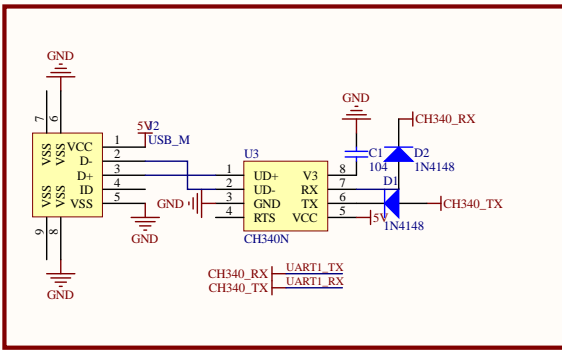 GND
7
6
VSS
VSS
VCC
D-
D+
ID
VSS
VSS
VSS
9
8
GND
1
2
3
4
5
5V
J2
USB_M
GND
GND
U3
1
2
3
4
UD+
UD-
GND
RTS
V3
RX
TX
VCC
8
7
6
5
CH340N
GND
C1
104
5V
CH340_RX
D2
1N4148
D1
1N4148
CH340_TX
CH340_RX
UART1_TX
CH340_TX
UART1_RX